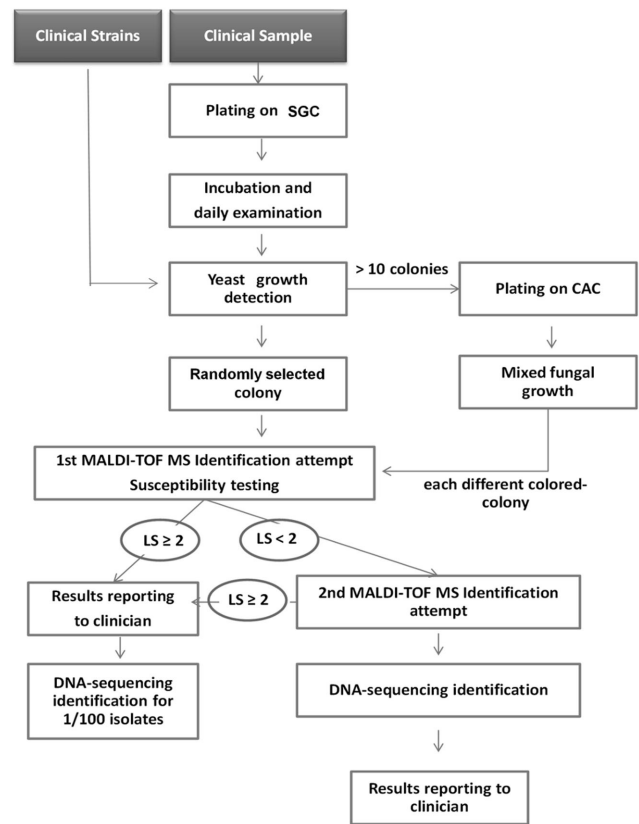 Clinical Strains
Clinical Sample
Plating on SGC
Incubation and
daily examination
Yeast growth
detection
> 10 colonies
Plating on CAC
Randomly selected
colony
Mixed fungal
growth
1st MALDI-TOF MS Identification attempt
Susceptibility testing
each different colored-
colony
LS ≥ 2
LS < 2
Results reporting
to clinician
LS ≥ 2
2nd MALDI-TOF MS Identification
attempt
DNA-sequencing
identification for
1/100 isolates
DNA-sequencing identification
Results reporting to
clinician